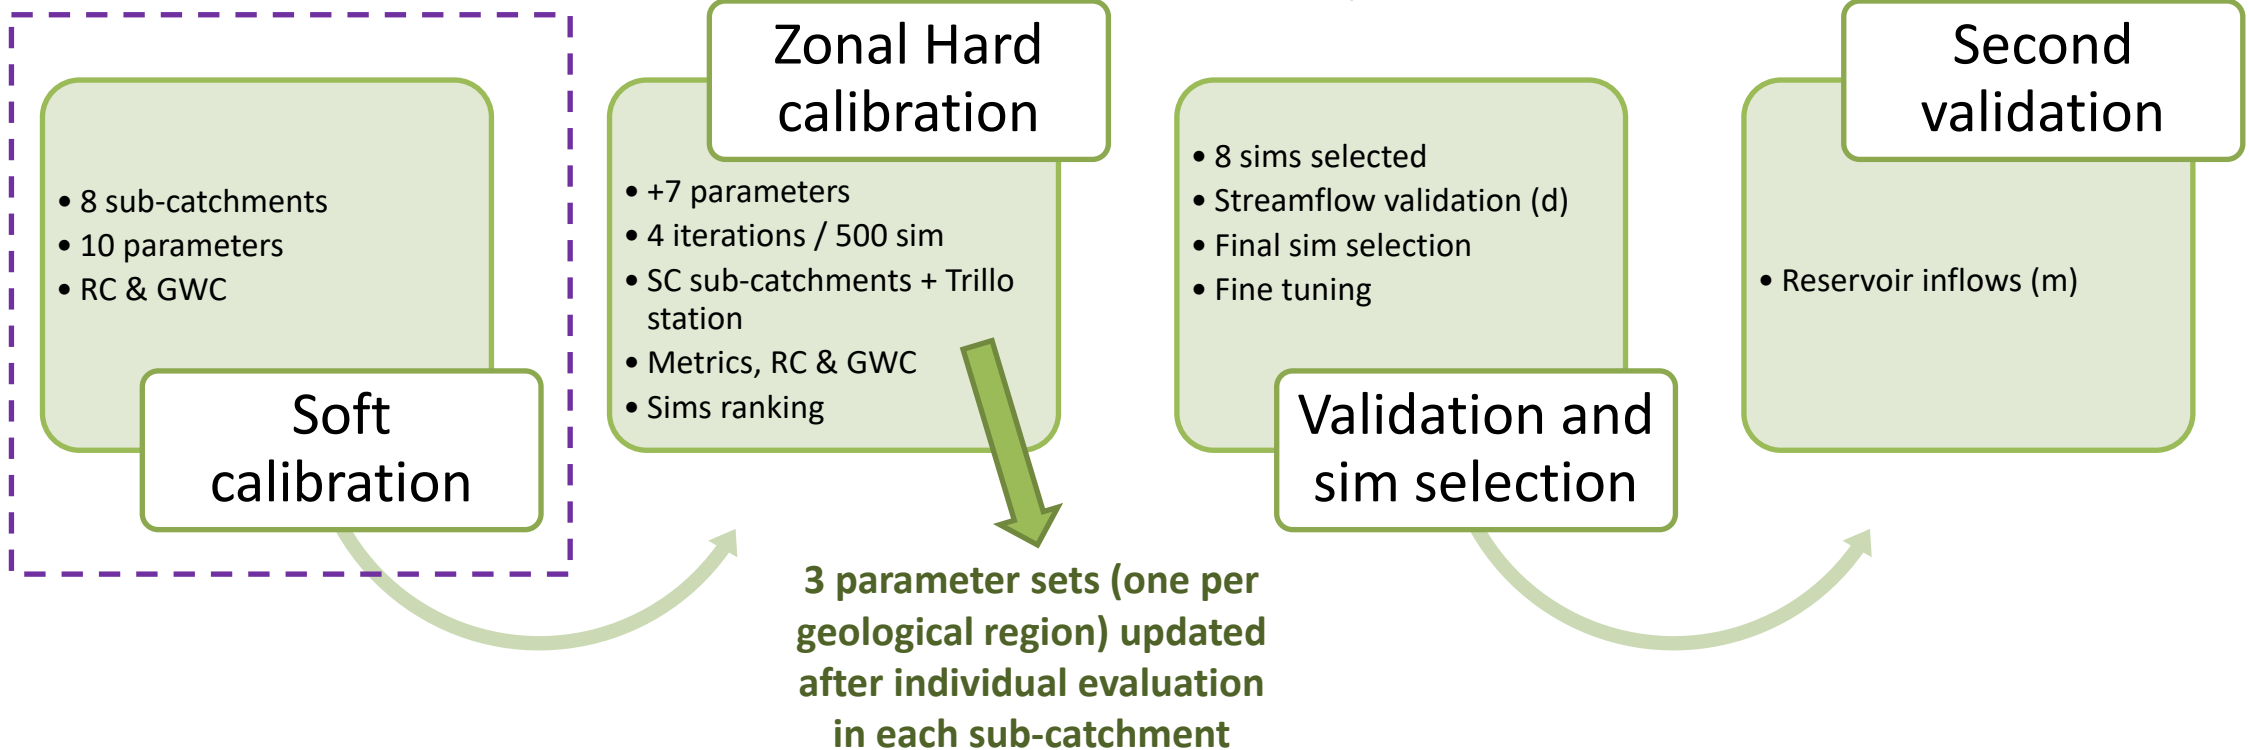 • 8 sub-catchments
• 10 parameters
• RC & GWC
Soft
calibration
Zonal Hard
calibration
• +7 parameters
• 4 iterations / 500 sim
• SC sub-catchments + Trillo
station
• Metrics, RC & GWC
• Sims ranking
3 parameter sets (one per
geological region) updated
after individual evaluation
in each sub-catchment
• 8 sims selected
• Streamflow validation (d)
• Final sim selection
• Fine tuning
Validation and
sim selection
Second
validation
• Reservoir inflows (m)